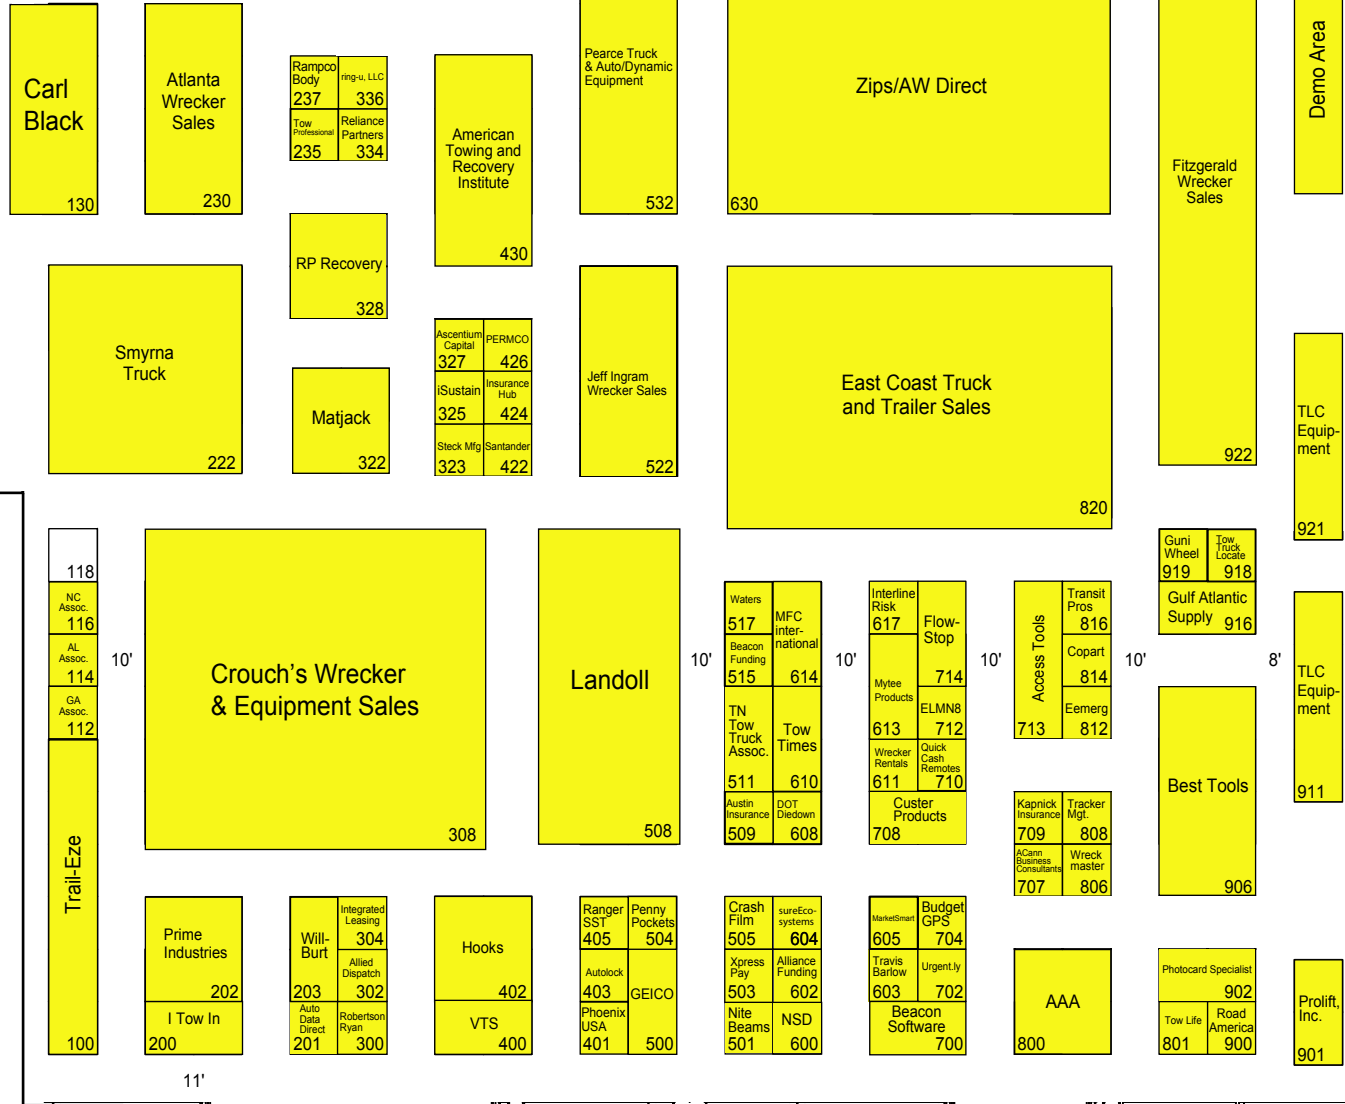 Carl
Black
130
Atlanta
Wrecker
Sales
230
Rampco
Body
237
ring-u, LLC
336
Tow
Professional
235
Reliance
Partners
334
American
Towing and
Recovery
Institute
430
Pearce Truck
& Auto/Dynamic
Equipment
532
Zips/AW Direct
630
Fitzgerald
Wrecker
Sales
922
Demo Area
RP Recovery
328
Smyrna
Truck
222
Matjack
322
Ascentium
Capital
327
PERMCO
426
iSustain
325
Insurance
Hub
424
Steck Mfg
323
Santander
422
Jeff Ingram
Wrecker Sales
522
East Coast Truck
and Trailer Sales
820
TLC
Equip-
ment
921
118
NC
Assoc.
116
AL
Assoc.
114
GA
Assoc.
112
Trail-Eze
100
10'
Crouch's Wrecker
& Equipment Sales
308
Landoll
508
10'
Waters
517
Beacon
Funding
515
MFC
inter-
national
614
TN
Tow
Truck
Assoc.
511
Tow
Times
610
Austin
Insurance
509
DOT
Diedown
608
10'
Interline
Risk
617
Flow-
Stop
714
Mytee
Products
613
ELMN8
712
Wrecker
Rentals
611
Quick
Cash
Remotes
710
Custer
Products
708
10'
Access Tools
713
Transit
Pros
816
Copart
814
Eemerg
812
Kapnick
Insurance
709
Tracker
Mgt.
808
ACann
Business
Consultants
707
Wreck
master
806
10'
Guni
Wheel
919
Tow
Truck
Locate
918
Gulf Atlantic
Supply
916
8'
Best Tools
906
TLC
Equip-
ment
911
Prime
Industries
202
I Tow In
200
Will-
Burt
203
Integrated
Leasing
304
Allied
Dispatch
302
Auto
Data
Direct
201
Robertson
Ryan
300
Hooks
402
VTS
400
Ranger
SST
405
Penny
Pockets
504
Autolock
403
GEICO
500
Phoenix
USA
401
Crash
Film
505
sureEco-
systems
604
Xpress
Pay
503
Alliance
Funding
602
Nite
Beams
501
NSD
600
MarketSmart
605
Budget
GPS
704
Travis
Barlow
603
Urgent.ly
702
Beacon
Software
700
AAA
800
Photocard Specialist
902
Tow Life
801
Road
America
900
Prolift,
Inc.
901
11'